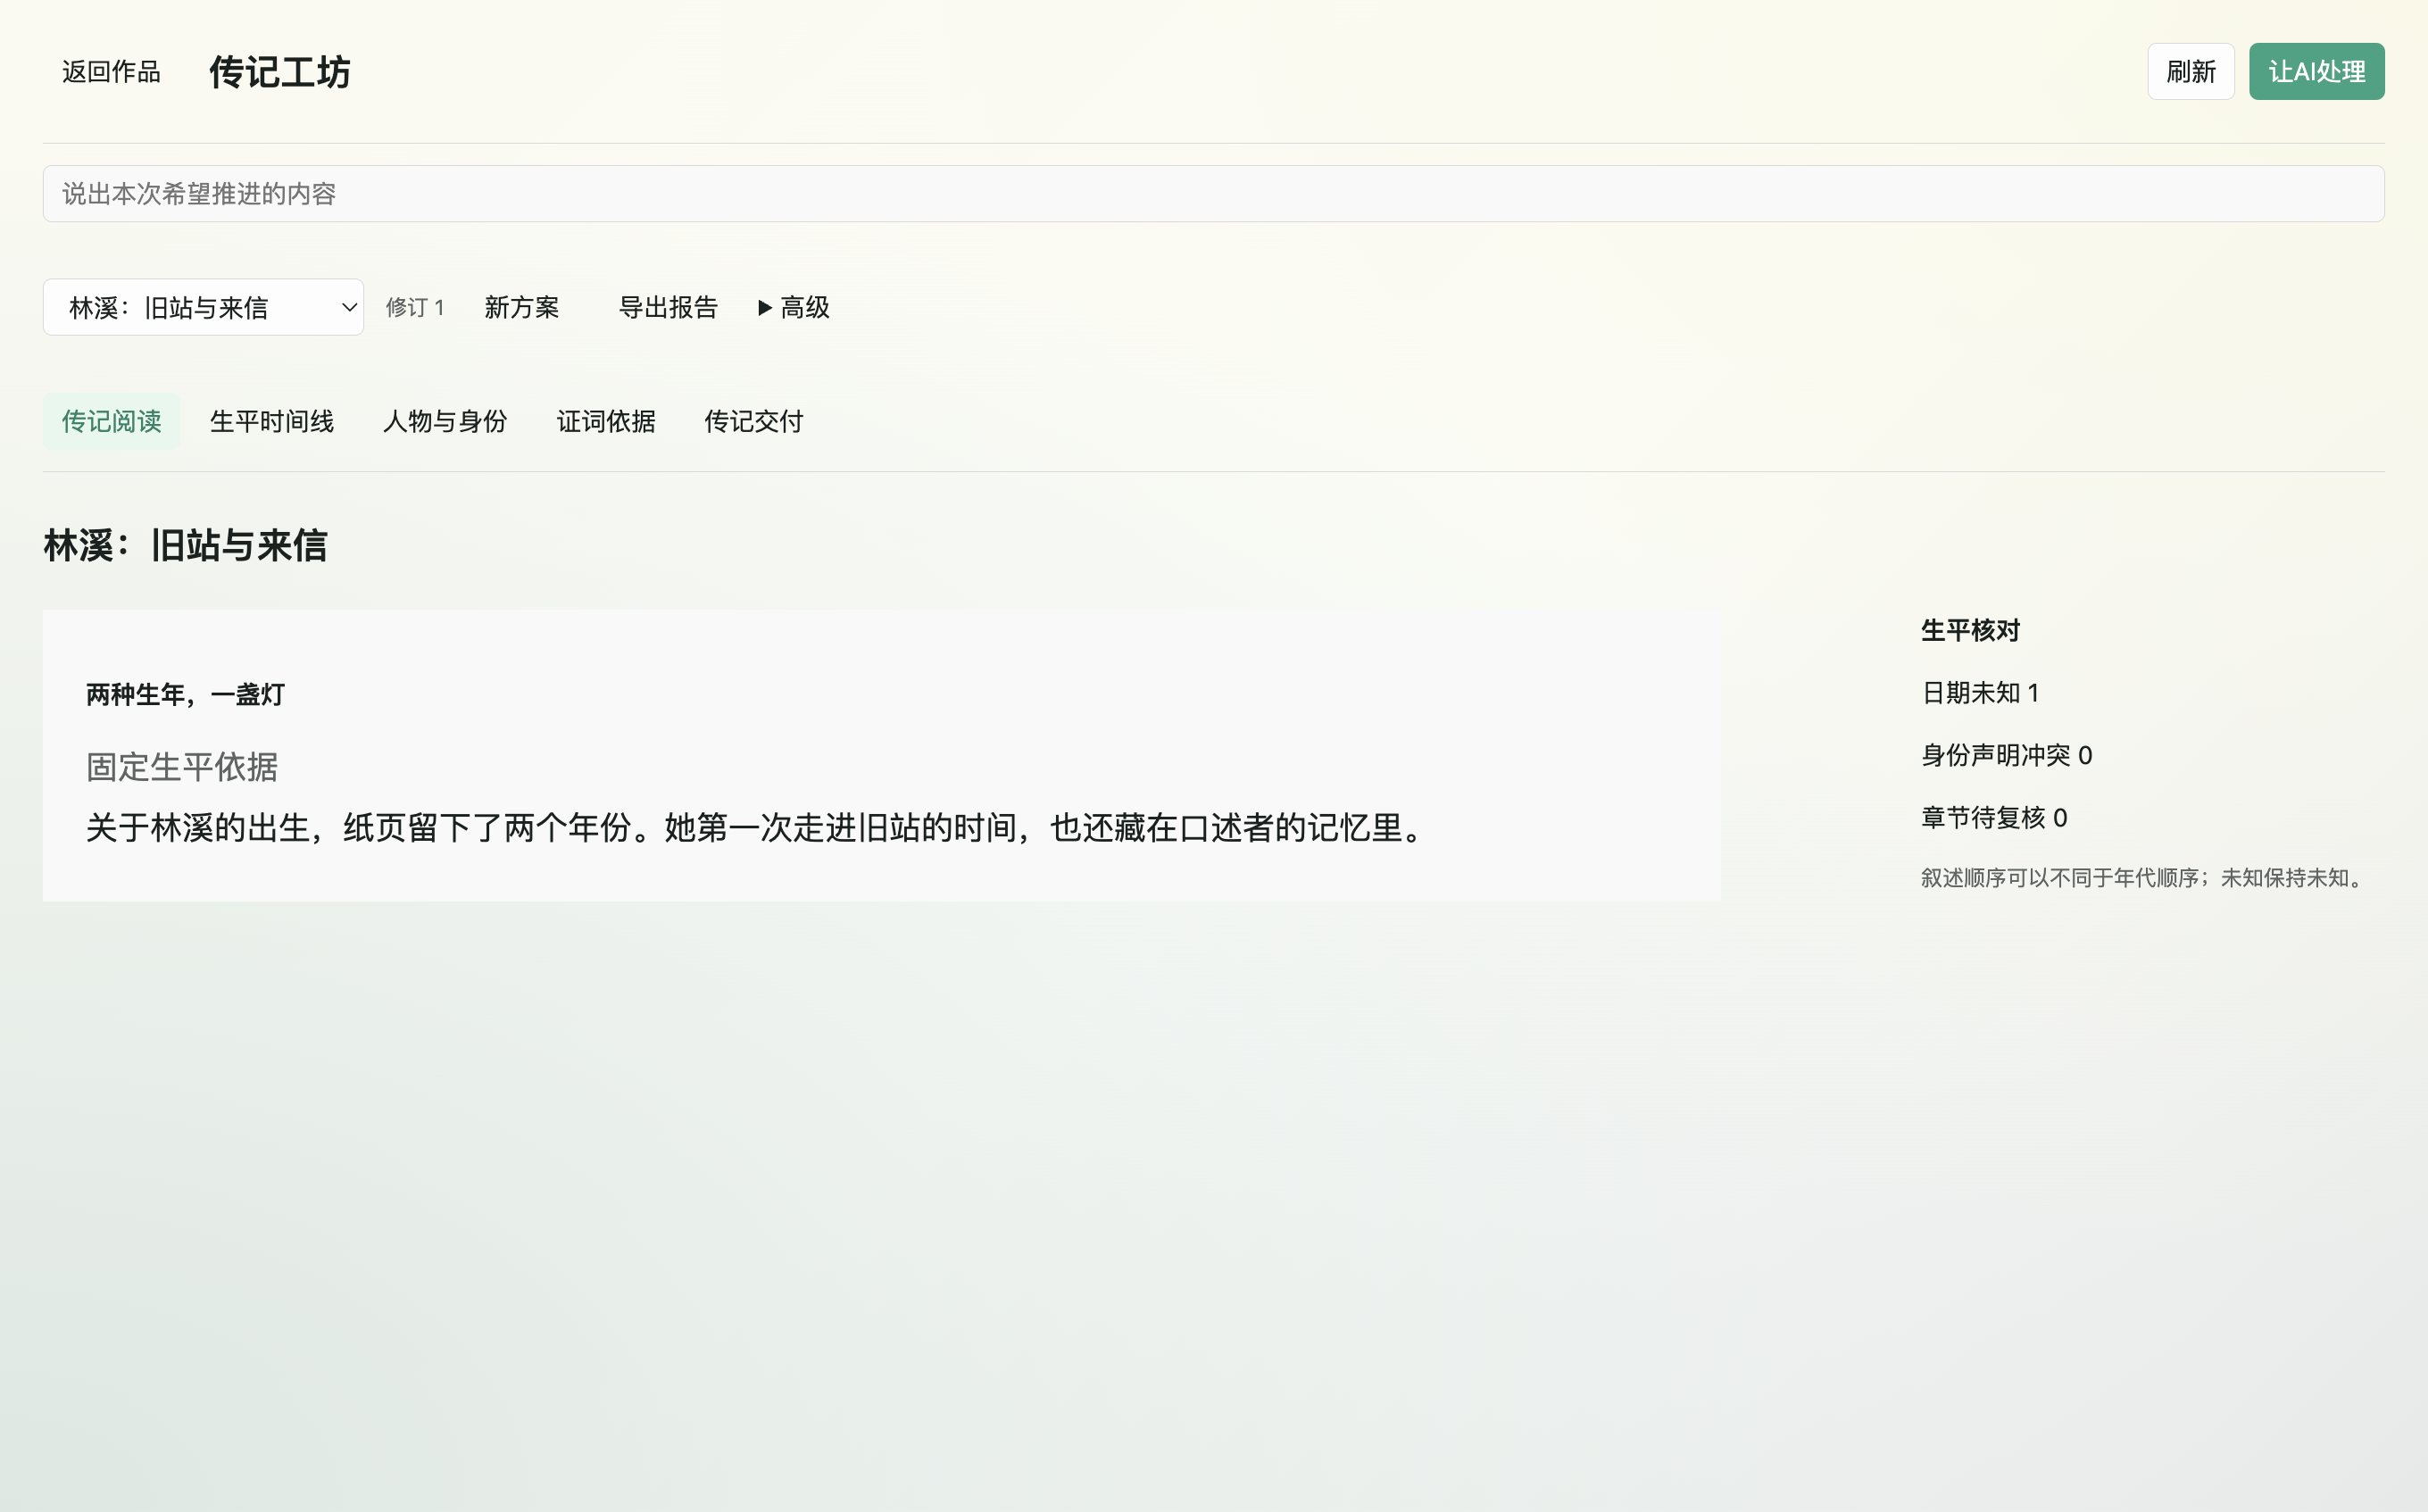 返回作品
传记工坊
刷新
让AI处理
说出本次希望推进的内容
林溪：旧站与来信
修订 1
新方案
导出报告
高级
传记阅读
生平时间线
人物与身份
证词依据
传记交付
林溪：旧站与来信
两种生年，一盏灯
固定生平依据
关于林溪的出生，纸页留下了两个年份。她第一次走进旧站的时间，也还藏在口述者的记忆里。
生平核对
日期未知 1
身份声明冲突 0
章节待复核 0
叙述顺序可以不同于年代顺序；未知保持未知。